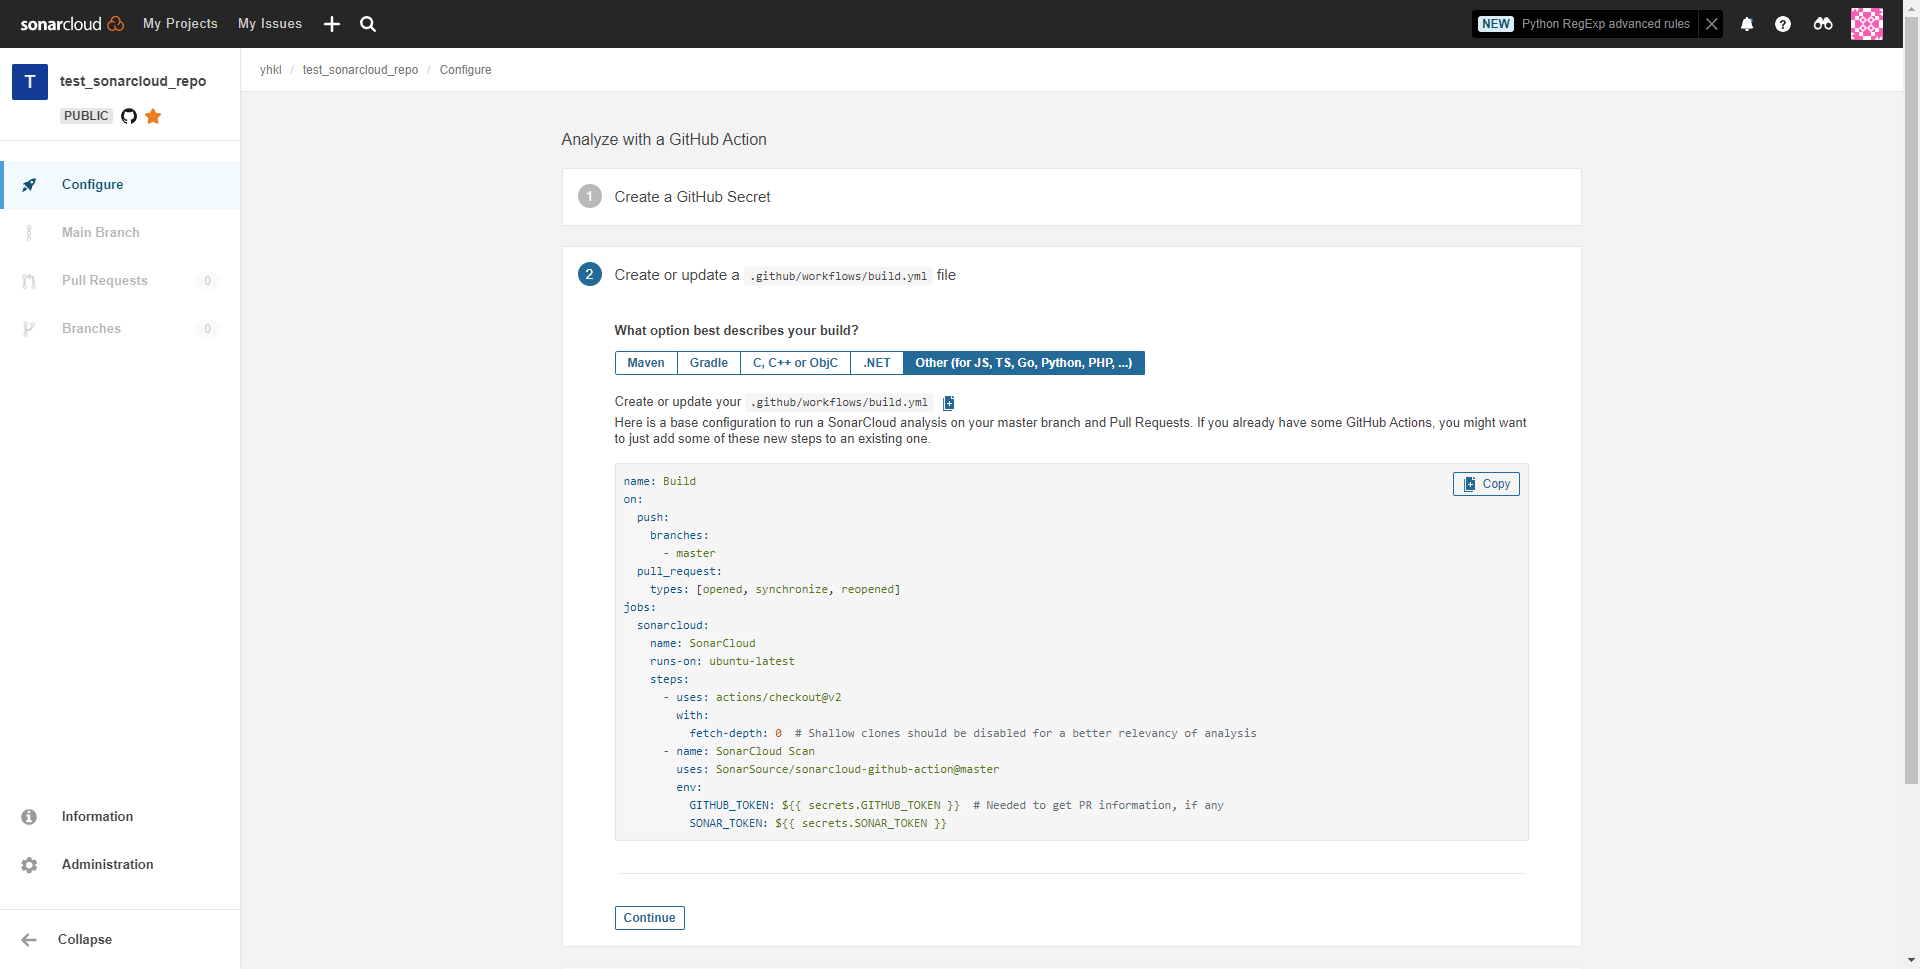 sonarcloud My Projects My Issues NEW Python RegExp advanced rules
T test_sonarcloud_repo
PUBLIC
yhkl / test_sonarcloud_repo / Configure
Configure
Main Branch
Pull Requests 0
Branches 0
Information
Administration
Collapse
Analyze with a GitHub Action
1 Create a GitHub Secret
2 Create or update a .github/workflows/build.yml file
What option best describes your build?
Maven Gradle C, C++ or ObjC .NET Other (for JS, TS, Go, Python, PHP, ...)
Create or update your .github/workflows/build.yml
Here is a base configuration to run a SonarCloud analysis on your master branch and Pull Requests. If you already have some GitHub Actions, you might want
to just add some of these new steps to an existing one.
Copy
name: Build
on:
  push:
    branches:
      - master
  pull_request:
    types: [opened, synchronize, reopened]
jobs:
  sonarcloud:
    name: SonarCloud
    runs-on: ubuntu-latest
    steps:
      - uses: actions/checkout@v2
        with:
          fetch-depth: 0  # Shallow clones should be disabled for a better relevancy of analysis
      - name: SonarCloud Scan
        uses: SonarSource/sonarcloud-github-action@master
        env:
          GITHUB_TOKEN: ${{ secrets.GITHUB_TOKEN }}  # Needed to get PR information, if any
          SONAR_TOKEN: ${{ secrets.SONAR_TOKEN }}
Continue